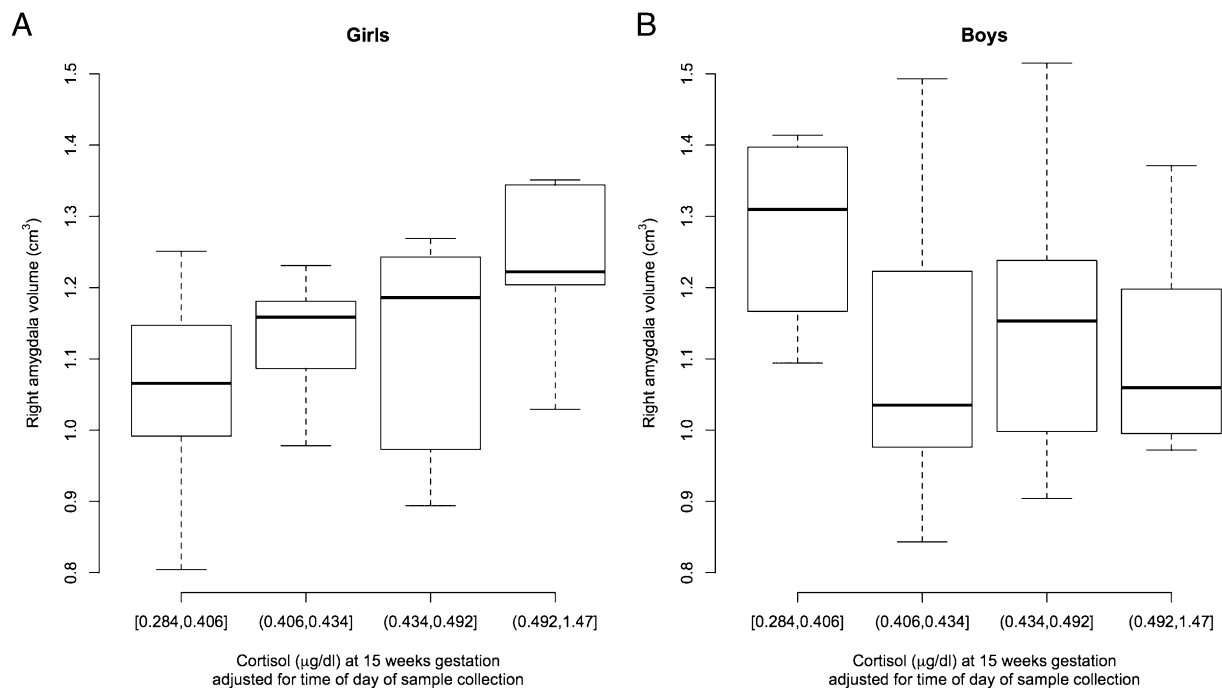 A
Girls
1.5
1.4
1.3
1.2
1.1
1.0
0.9
0.8
Right amygdala volume (cm³)
[0.284,0.406]
(0.406,0.434]
(0.434,0.492]
(0.492,1.47]
Cortisol (μg/dl) at 15 weeks gestation
adjusted for time of day of sample collection
B
Boys
1.5
1.4
1.3
1.2
1.1
1.0
0.9
0.8
Right amygdala volume (cm³)
[0.284,0.406]
(0.406,0.434]
(0.434,0.492]
(0.492,1.47]
Cortisol (μg/dl) at 15 weeks gestation
adjusted for time of day of sample collection